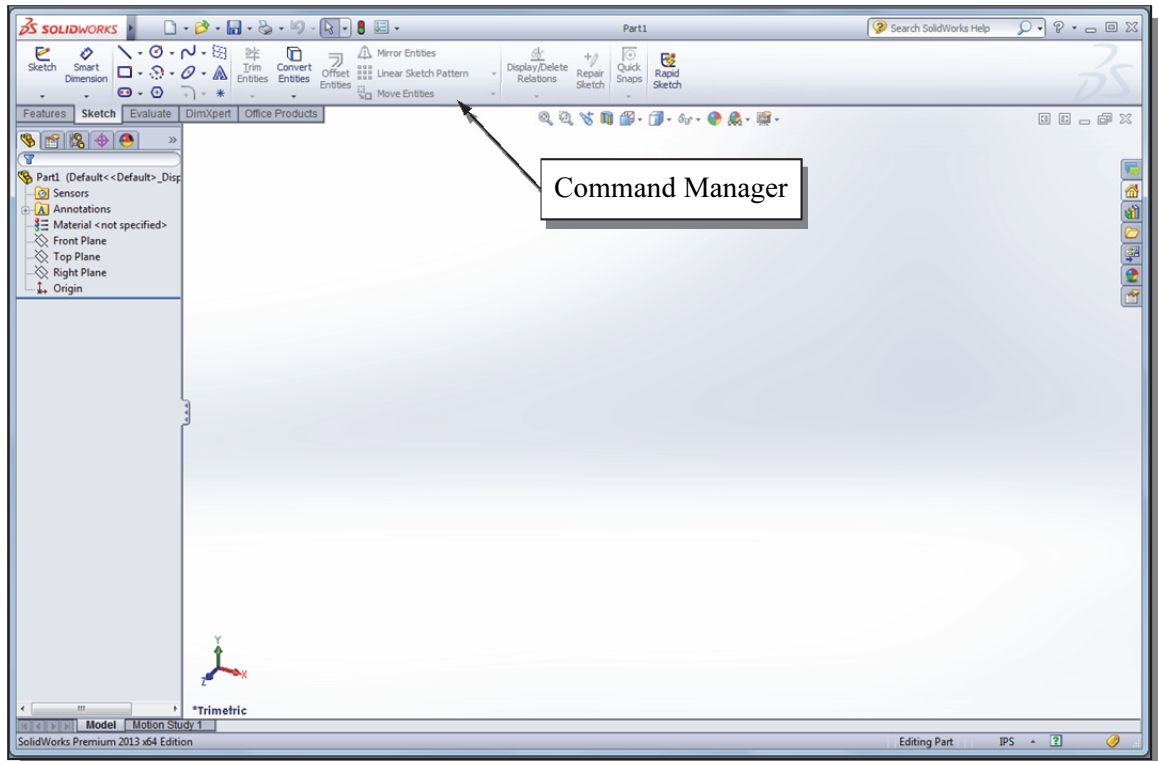 SOLIDWORKS
Part1
Search SolidWorks Help
Sketch
Smart Dimension
Trim Entities
Convert Entities
Offset Entities
Mirror Entities
Linear Sketch Pattern
Move Entities
Display/Delete Relations
Repair Sketch
Quick Snaps
Rapid Sketch
Features Sketch Evaluate DimXpert Office Products
Command Manager
Part1 (Default<<Default>_Disp
Sensors
Annotations
Material <not specified>
Front Plane
Top Plane
Right Plane
Origin
Y
X
Z
*Trimetric
Model Motion Study 1
SolidWorks Premium 2013 x64 Edition
Editing Part
IPS